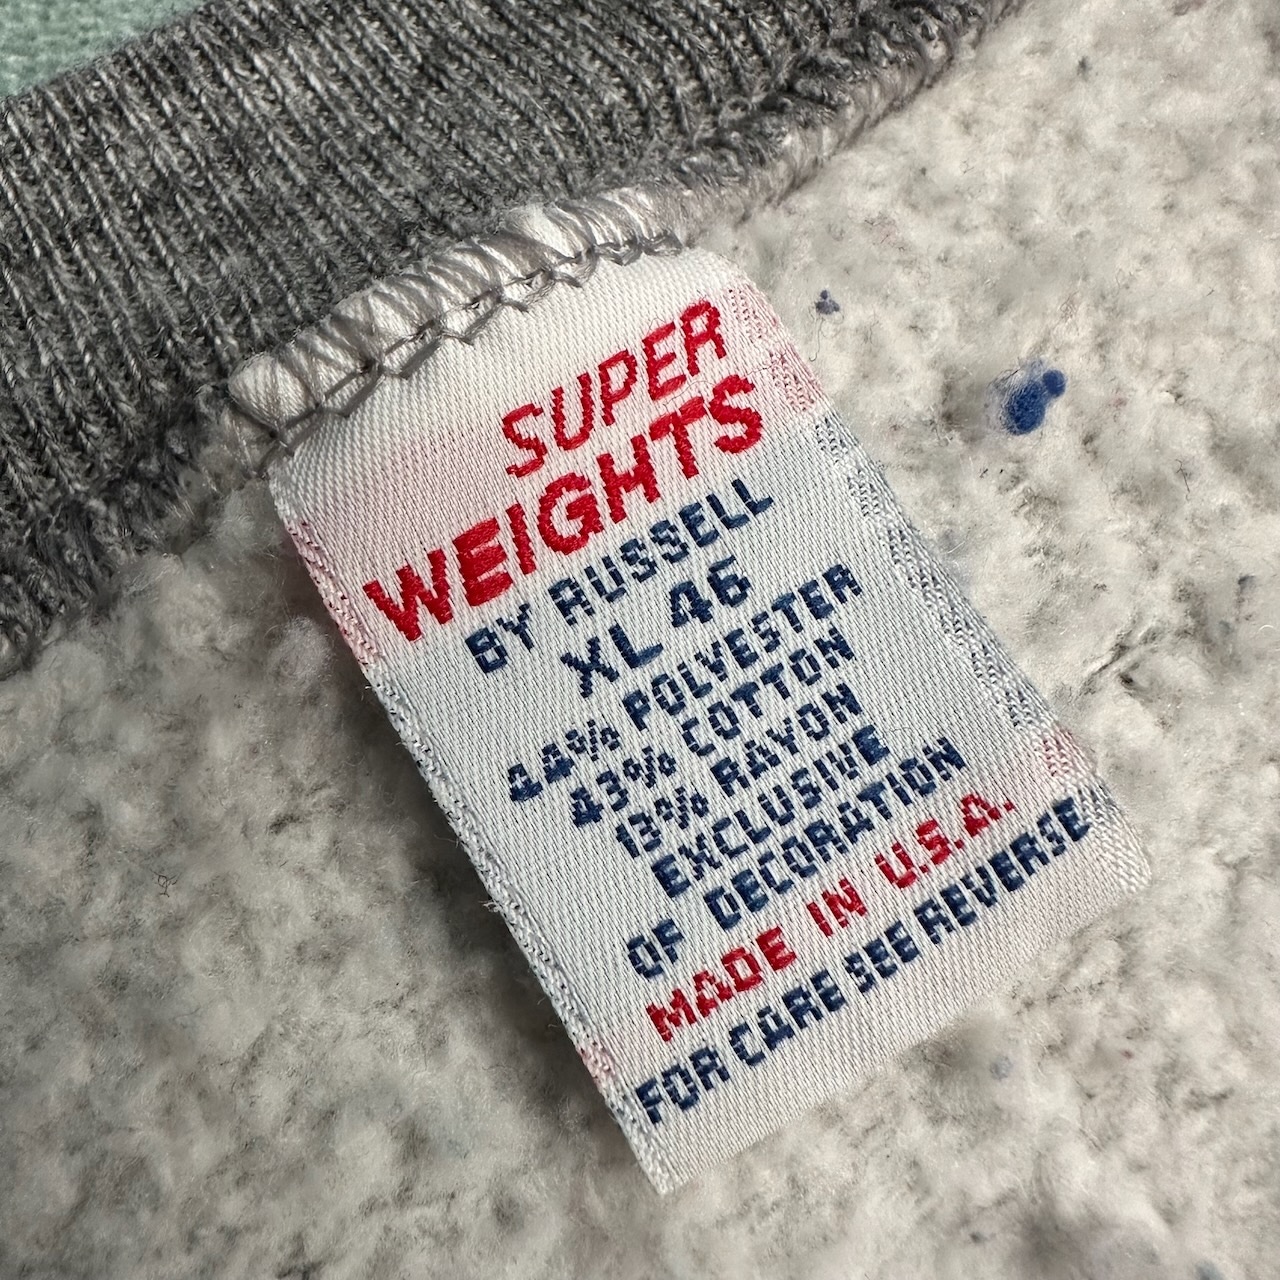 SUPER
WEIGHTS
BY RUSSELL
XL 46
44% POLYESTER
43% COTTON
13% RAYON
EXCLUSIVE
OF DECORATION
MADE IN U.S.A.
FOR CARE SEE REVERSE